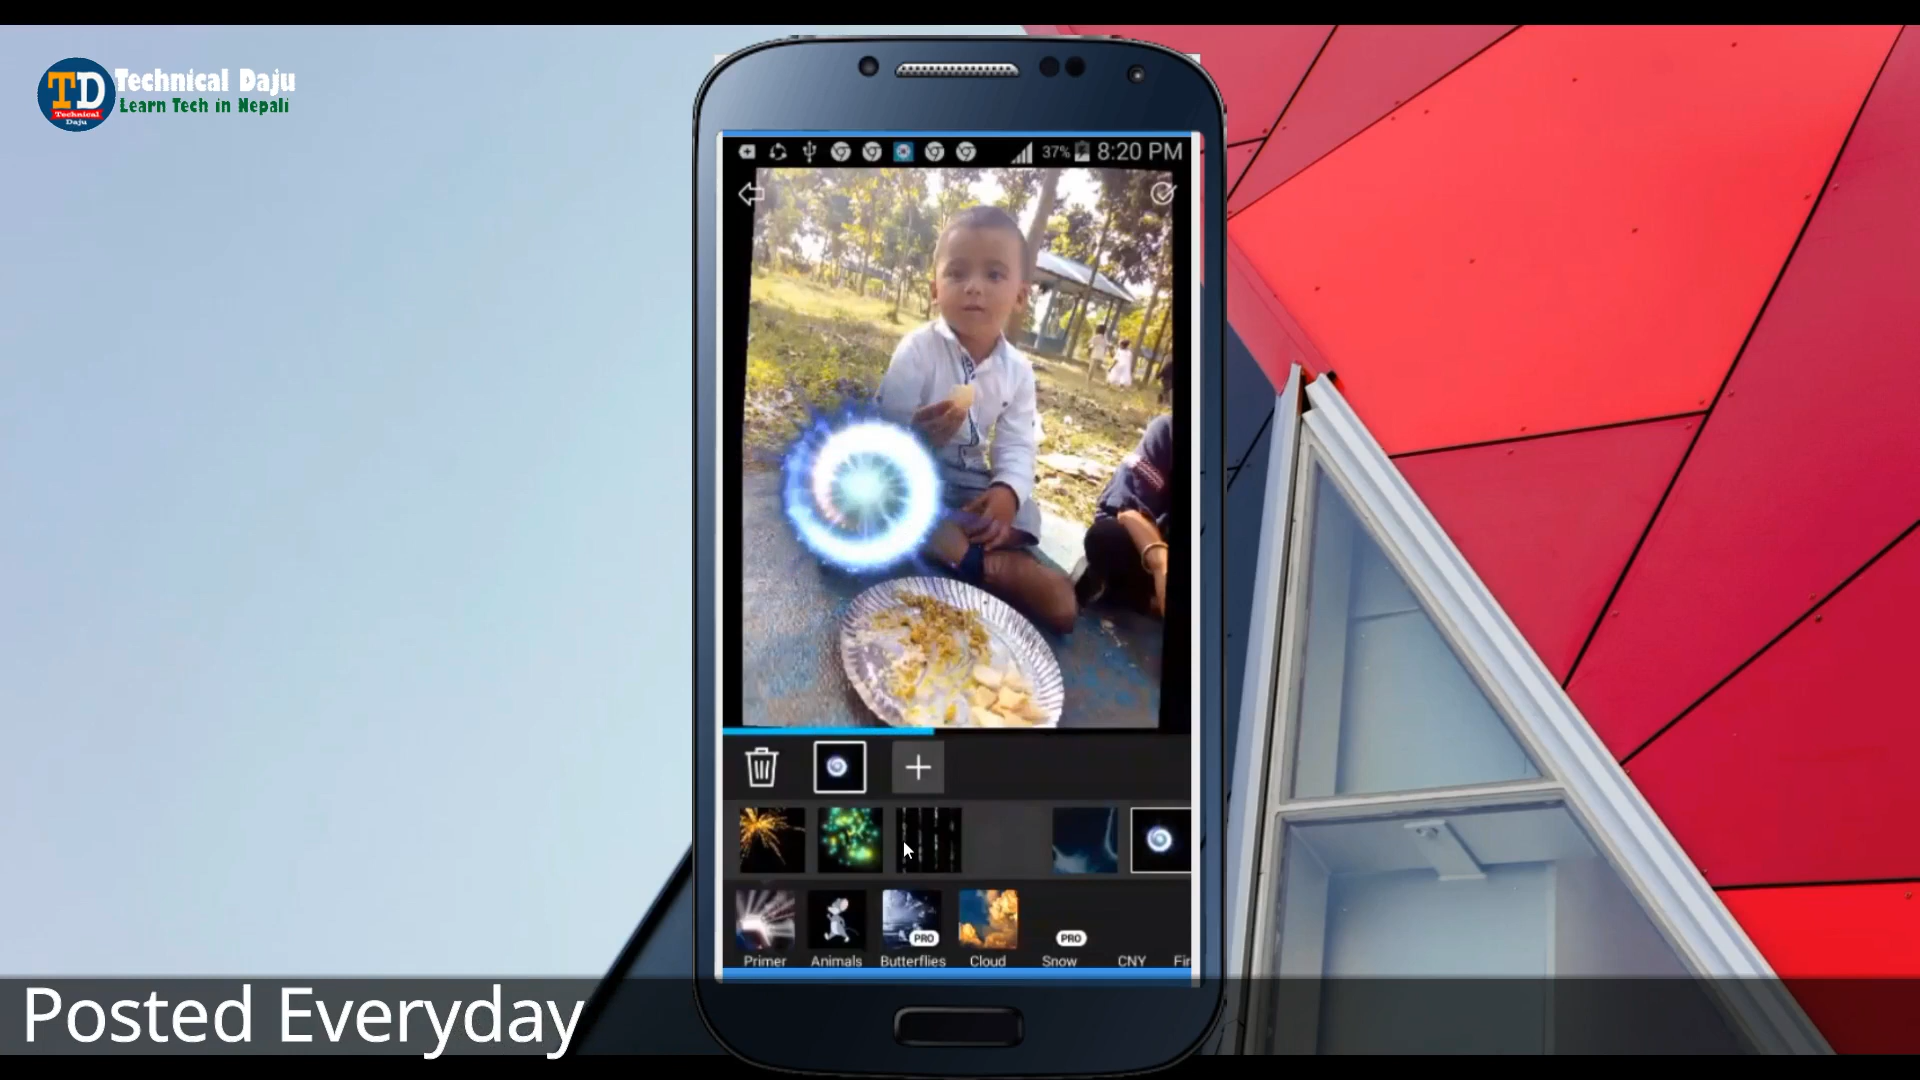 TD
Technical
Daju
Technical Daju
Learn Tech in Nepali
37%
8:20 PM
PRO
PRO
Primer
Animals
Butterflies
Cloud
Snow
CNY
Fir
Posted Everyday